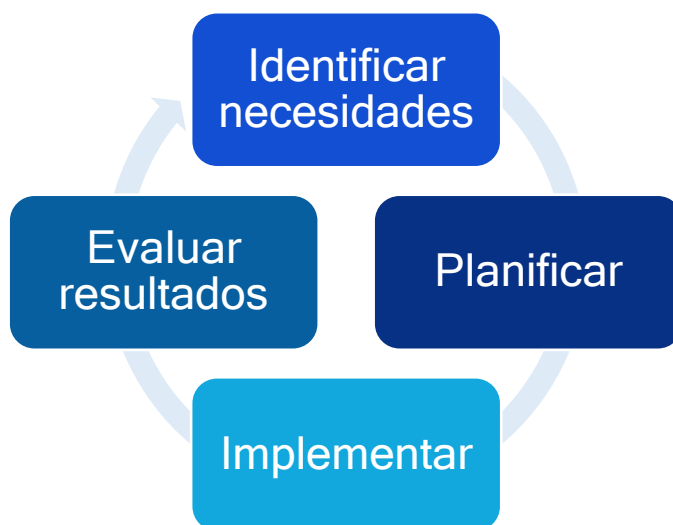 Identificar
necesidades
Planificar
Implementar
Evaluar
resultados